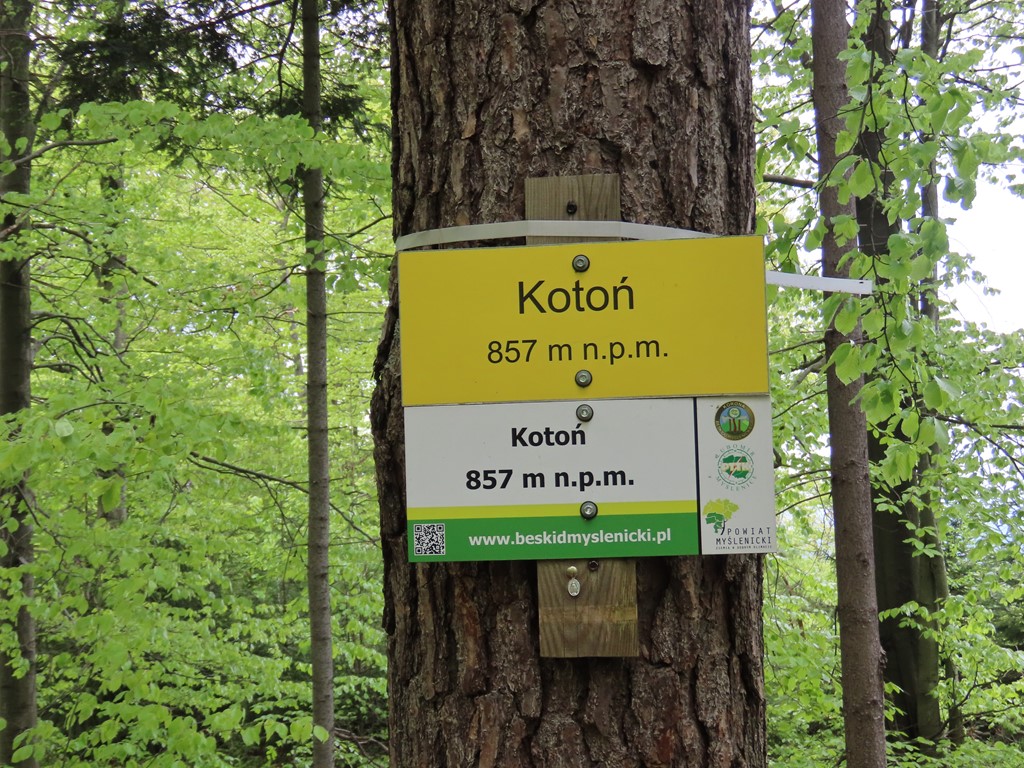 Kotoń
857 m n.p.m.
Kotoń
857 m n.p.m.
www.beskidmyslenicki.pl
POWIAT
MYŚLENICKI